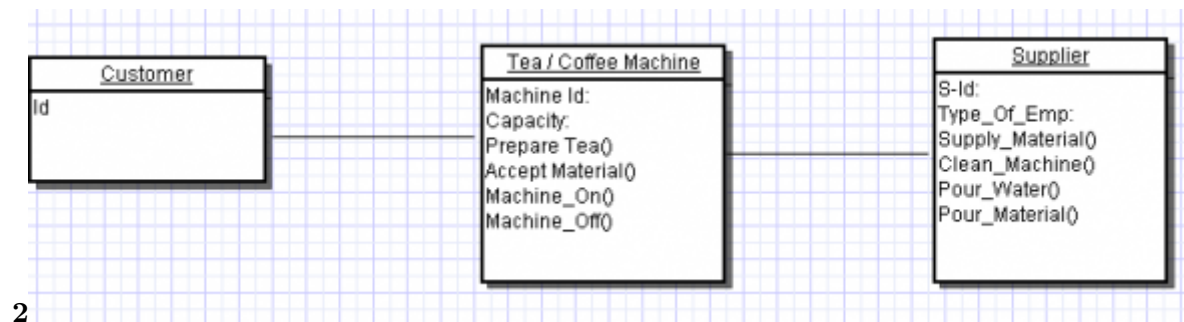 Customer
Id
Tea / Coffee Machine
Machine Id:
Capacity:
Prepare Tea()
Accept Material()
Machine_On()
Machine_Off()
Supplier
S-Id:
Type_Of_Emp:
Supply_Material()
Clean_Machine()
Pour_Water()
Pour_Material()
2